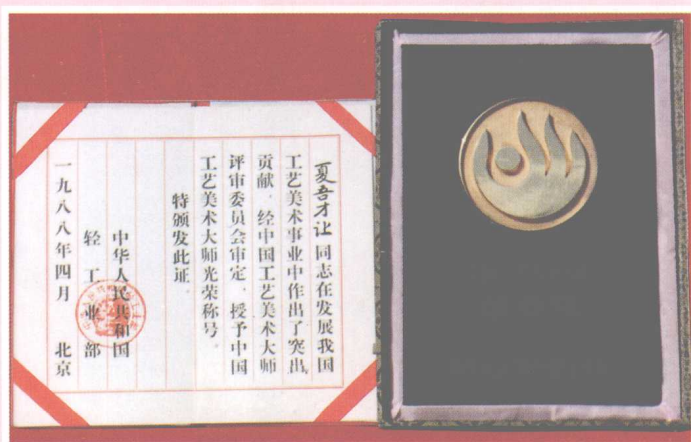 夏吾才让 同志在发展我国
工艺美术事业中作出了突出
贡献，经中国工艺美术大师
评审委员会审定，授予中国
工艺美术大师光荣称号。
特颁发此证。
中华人民共和国
轻工业部
一九八八年四月 北京